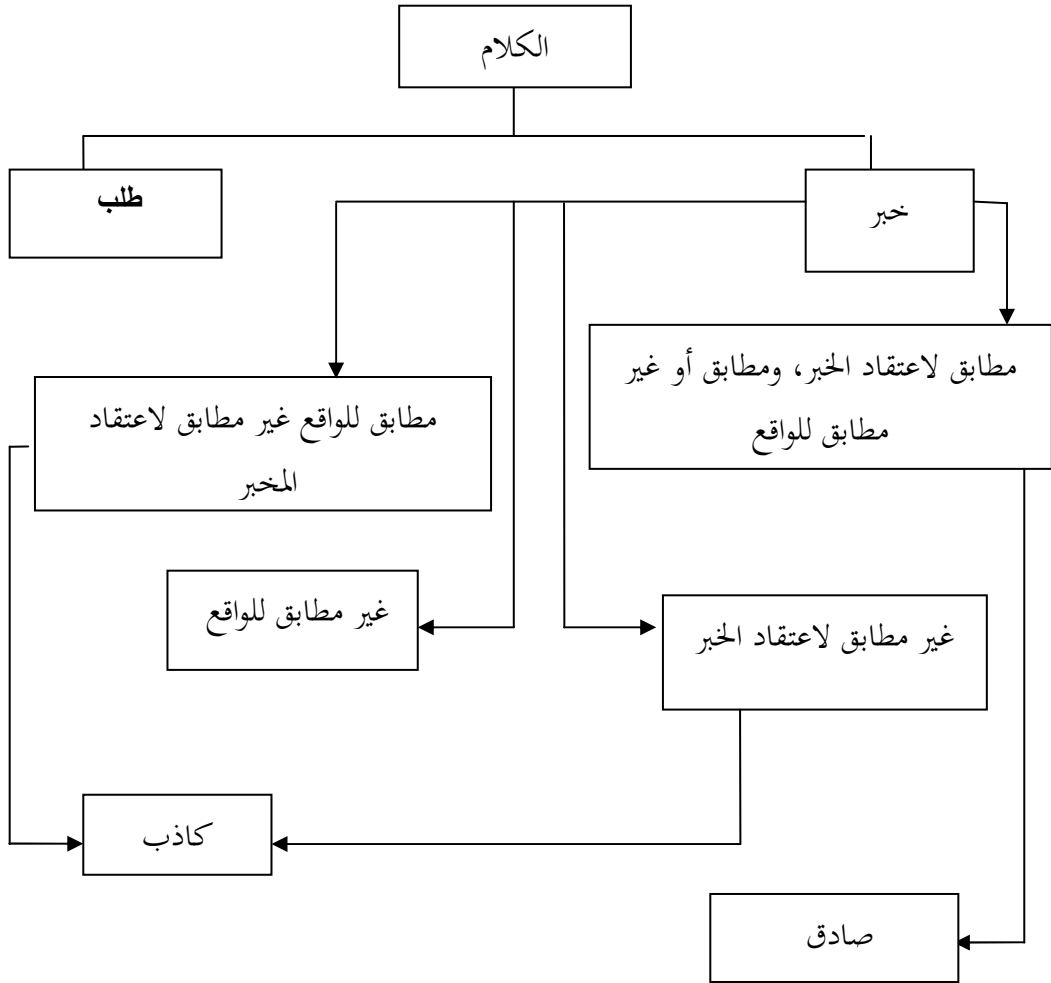 الكلام
خبر
طلب
مطابق لاعتقاد الخبر، ومطابق أو غير
مطابق للواقع
مطابق للواقع غير مطابق لاعتقاد
المخبر
غير مطابق للواقع
غير مطابق لاعتقاد الخبر
كاذب
صادق